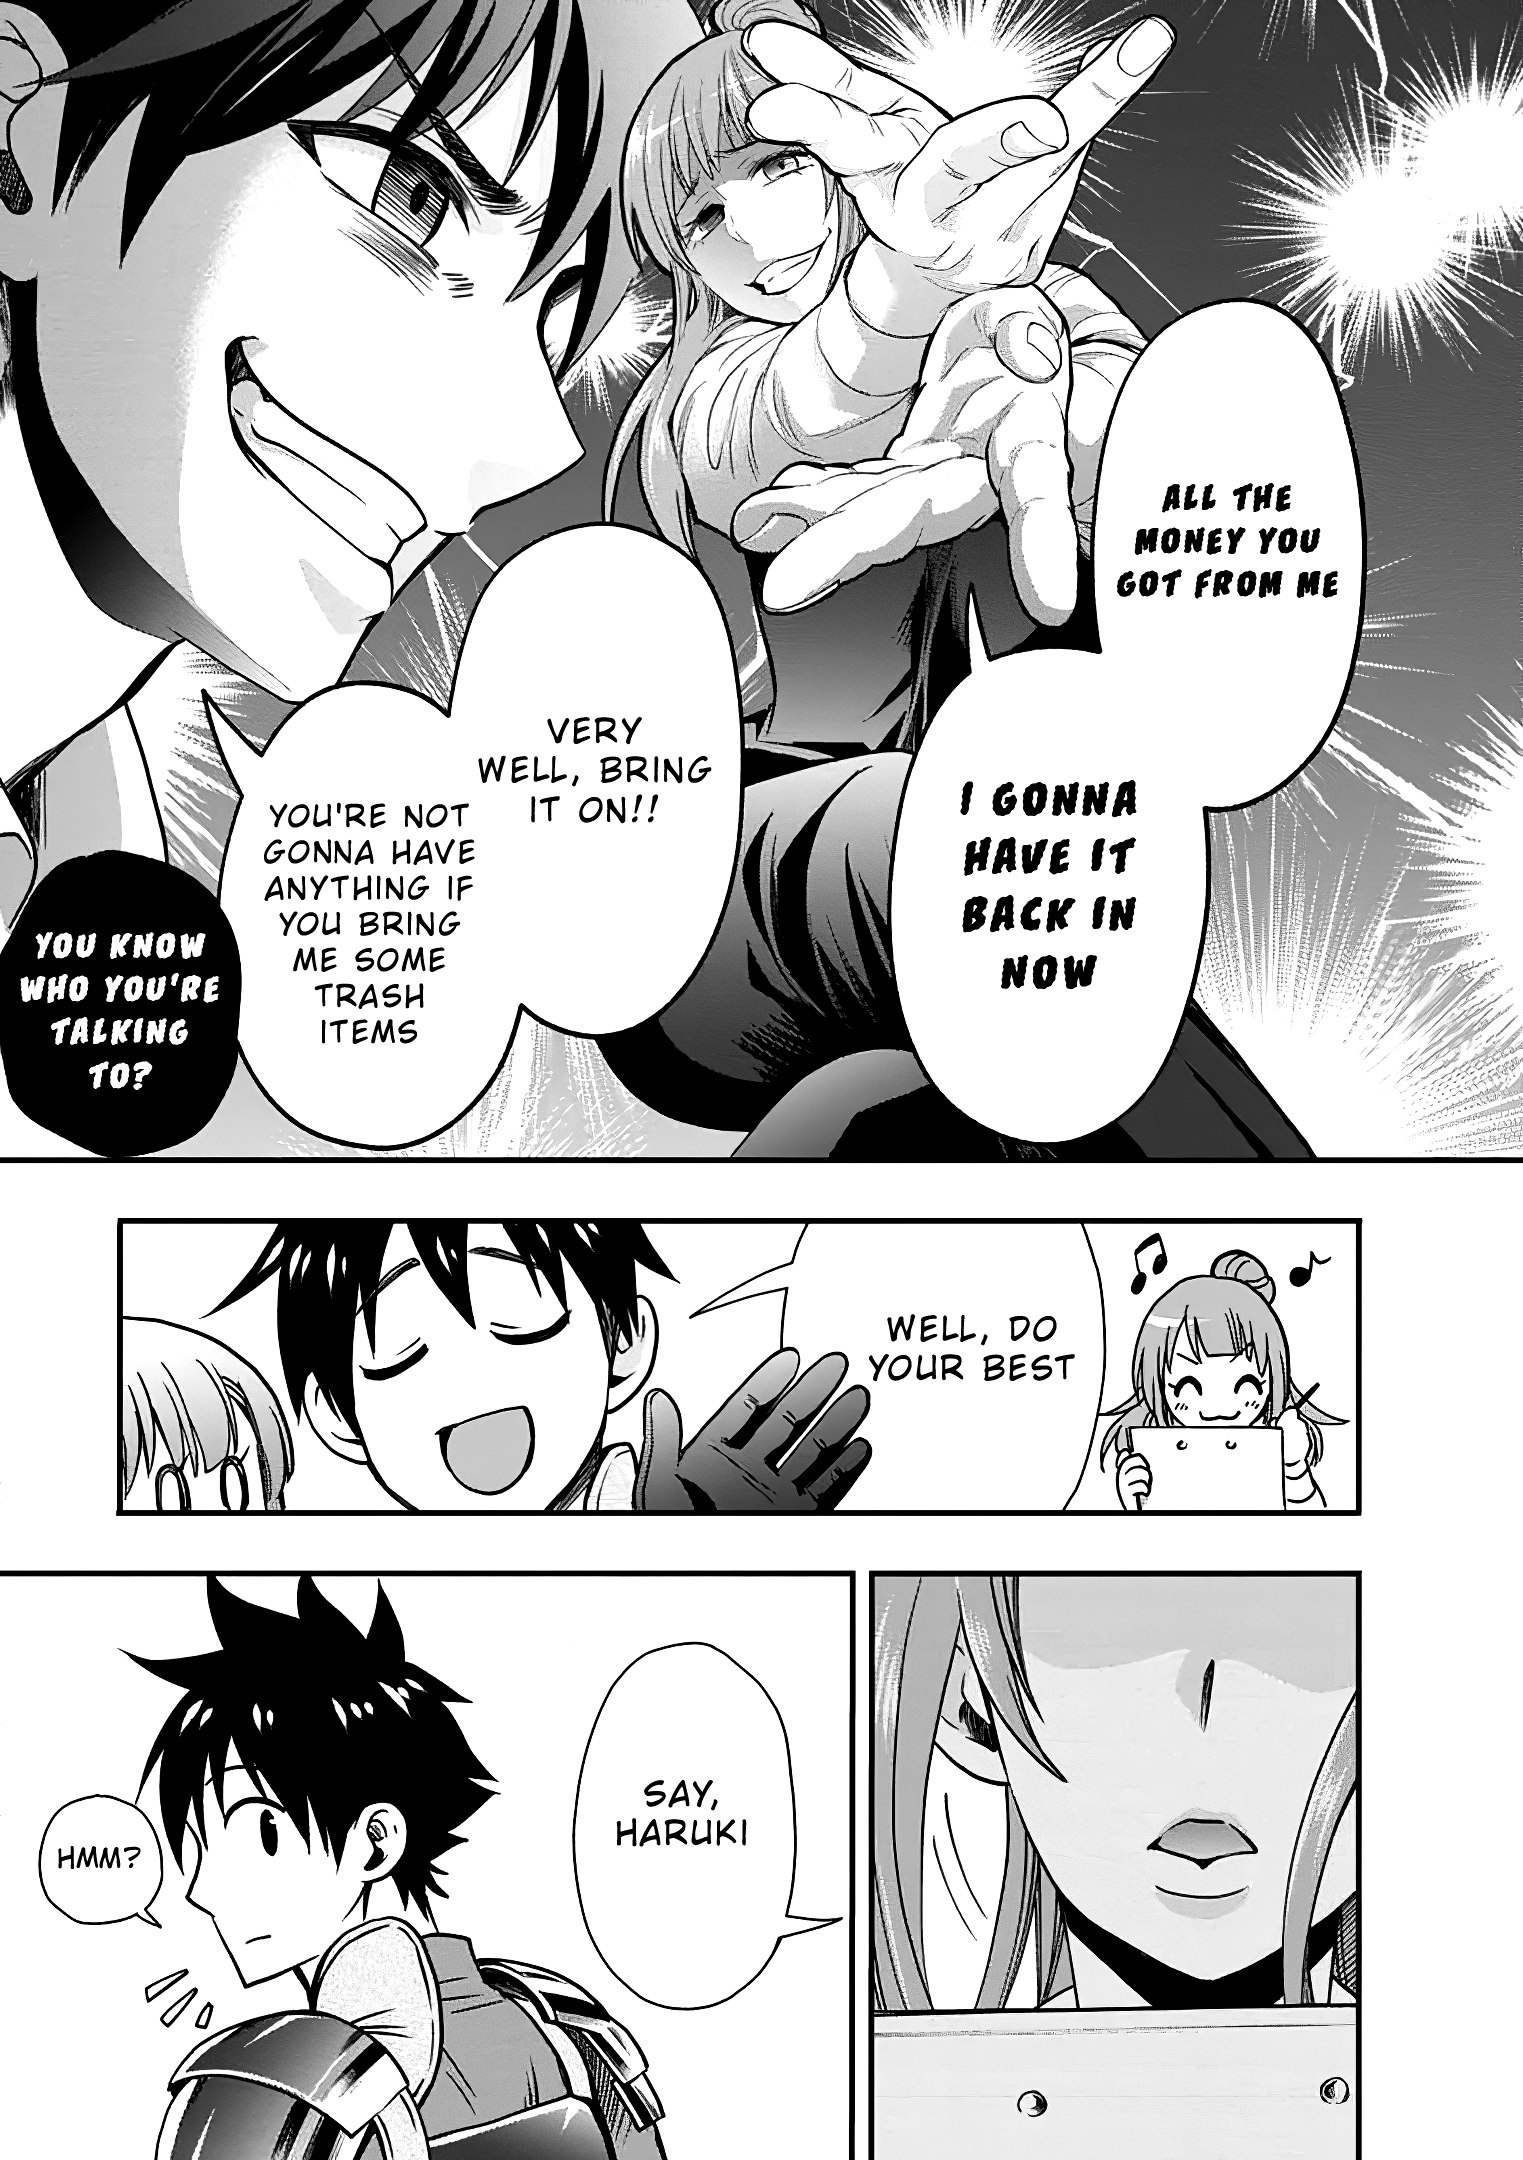 ALL THE
MONEY YOU
GOT FROM ME
I GONNA
HAVE IT
BACK IN
NOW
VERY
WELL, BRING
IT ON!!
YOU'RE NOT
GONNA HAVE
ANYTHING IF
YOU BRING
ME SOME
TRASH
ITEMS
YOU KNOW
WHO YOU'RE
TALKING
TO?
WELL, DO
YOUR BEST
SAY,
HARUKI
HMM?